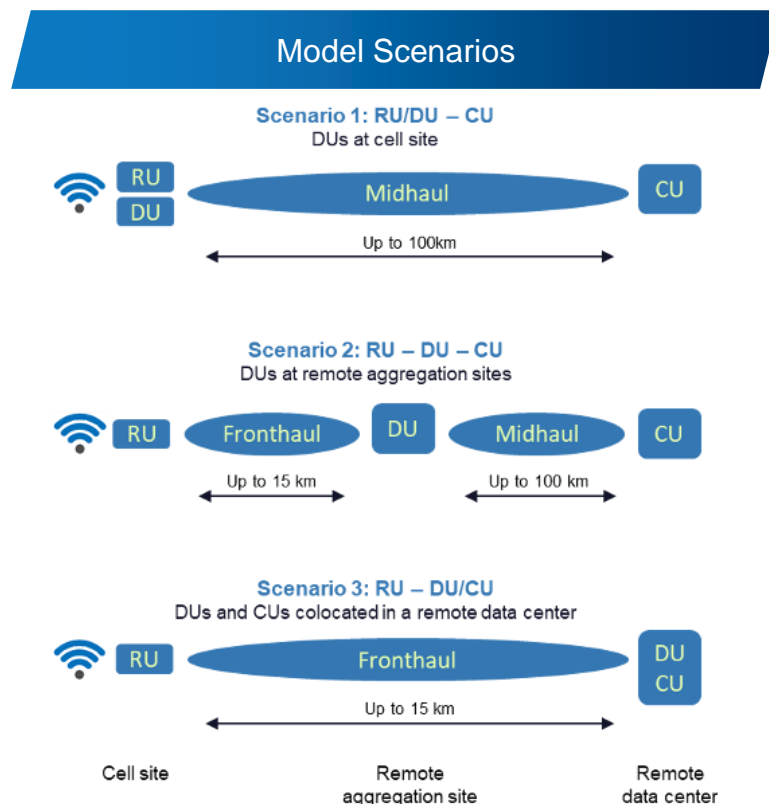 Model Scenarios
Scenario 1: RU/DU – CU
DUs at cell site
RU
DU
Midhaul
CU
Up to 100km
Scenario 2: RU – DU – CU
DUs at remote aggregation sites
RU
Fronthaul
DU
Midhaul
CU
Up to 15 km
Up to 100 km
Scenario 3: RU – DU/CU
DUs and CUs colocated in a remote data center
RU
Fronthaul
DU
CU
Up to 15 km
Cell site
Remote
aggregation site
Remote
data center